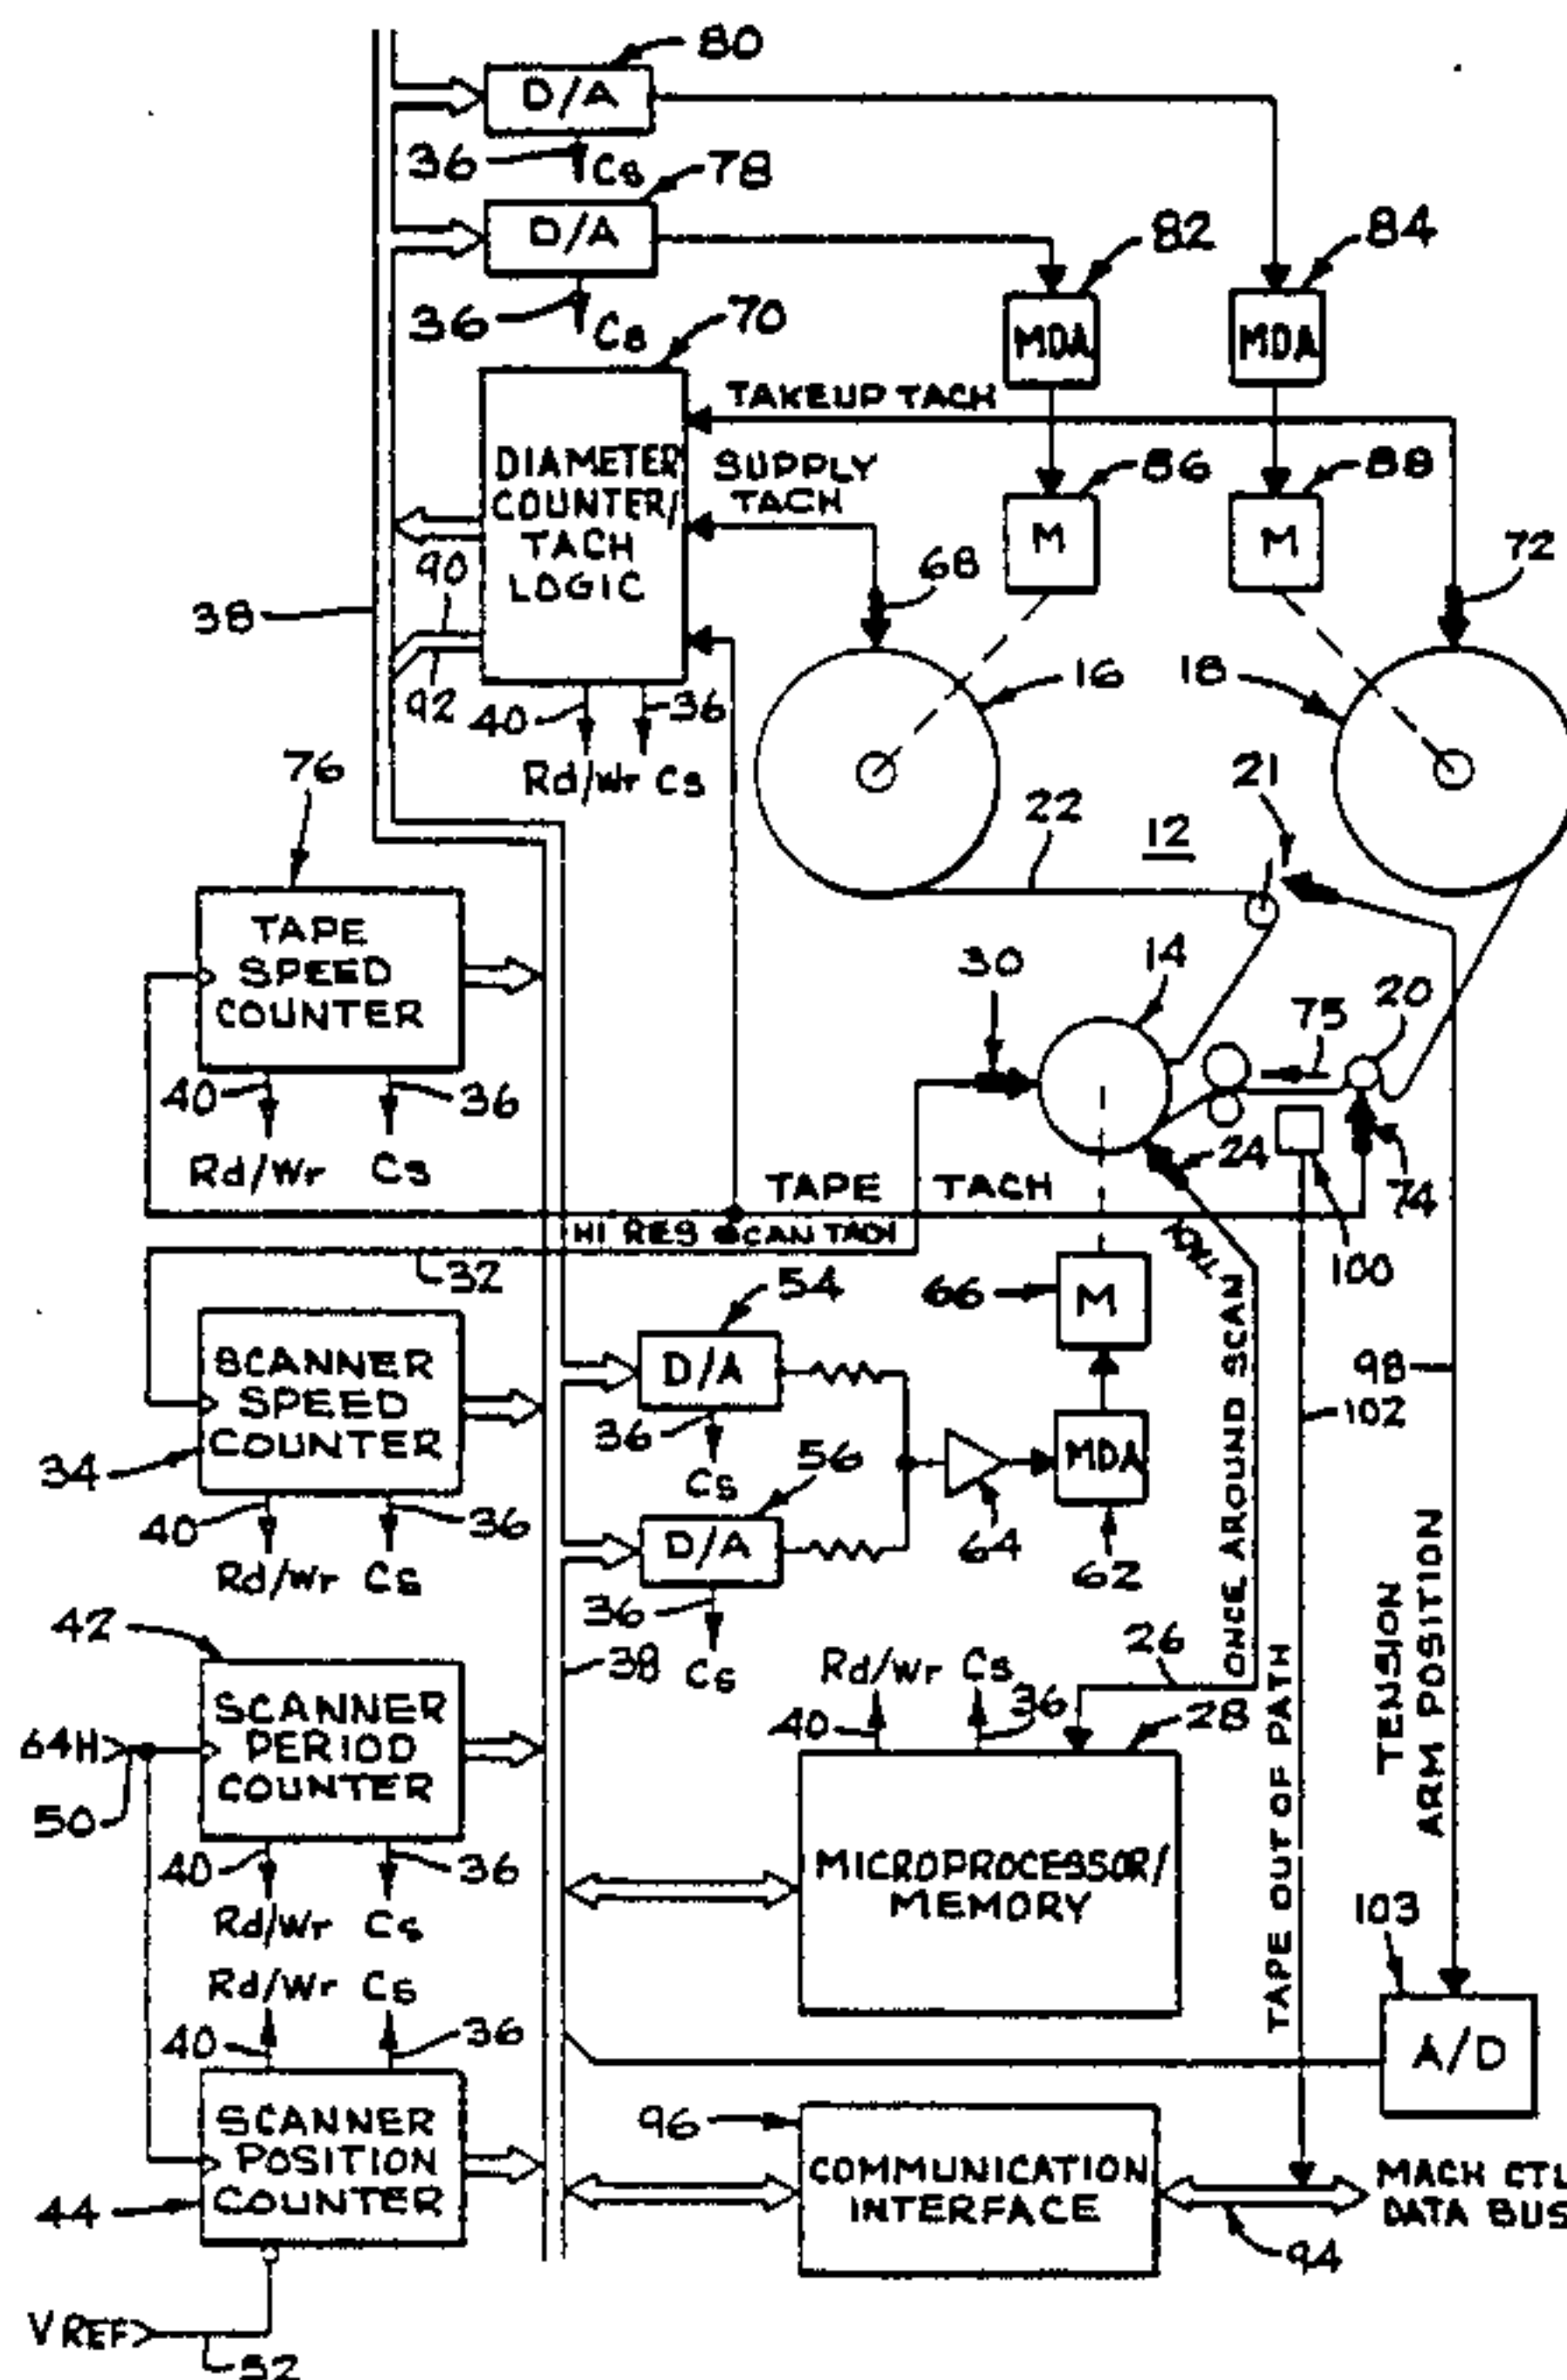 80
D/A
36
Cs
78
D/A
82
84
36
Cs
70
MDA
MDA
TAKEUP TACH
DIAMETER
COUNTER/
TACH
LOGIC
SUPPLY
TACH
86
88
M
M
68
72
90
92
38
40
36
Rd/Wr
Cs
16
18
76
21
22
12
TAPE
SPEED
COUNTER
30
14
75
20
40
36
Rd/Wr
Cs
24
74
TAPE TACH
HI RES SCAN TACH
32
100
54
66
M
SCANNER
SPEED
COUNTER
34
D/A
36
Cs
56
98
102
MDA
64
62
40
36
Rd/Wr
Cs
D/A
36
Cs
38
ONCE AROUND SCAN
TENSION
ARM POSITION
TAPE OUT OF PATH
42
26
Rd/Wr
Cs
40
36
28
64H
50
SCANNER
PERIOD
COUNTER
40
36
Rd/Wr
Cs
MICROPROCESSOR/
MEMORY
103
A/D
Rd/Wr
Cs
40
36
SCANNER
POSITION
COUNTER
44
96
COMMUNICATION
INTERFACE
MACH CTL
DATA BUS
94
VREF
52